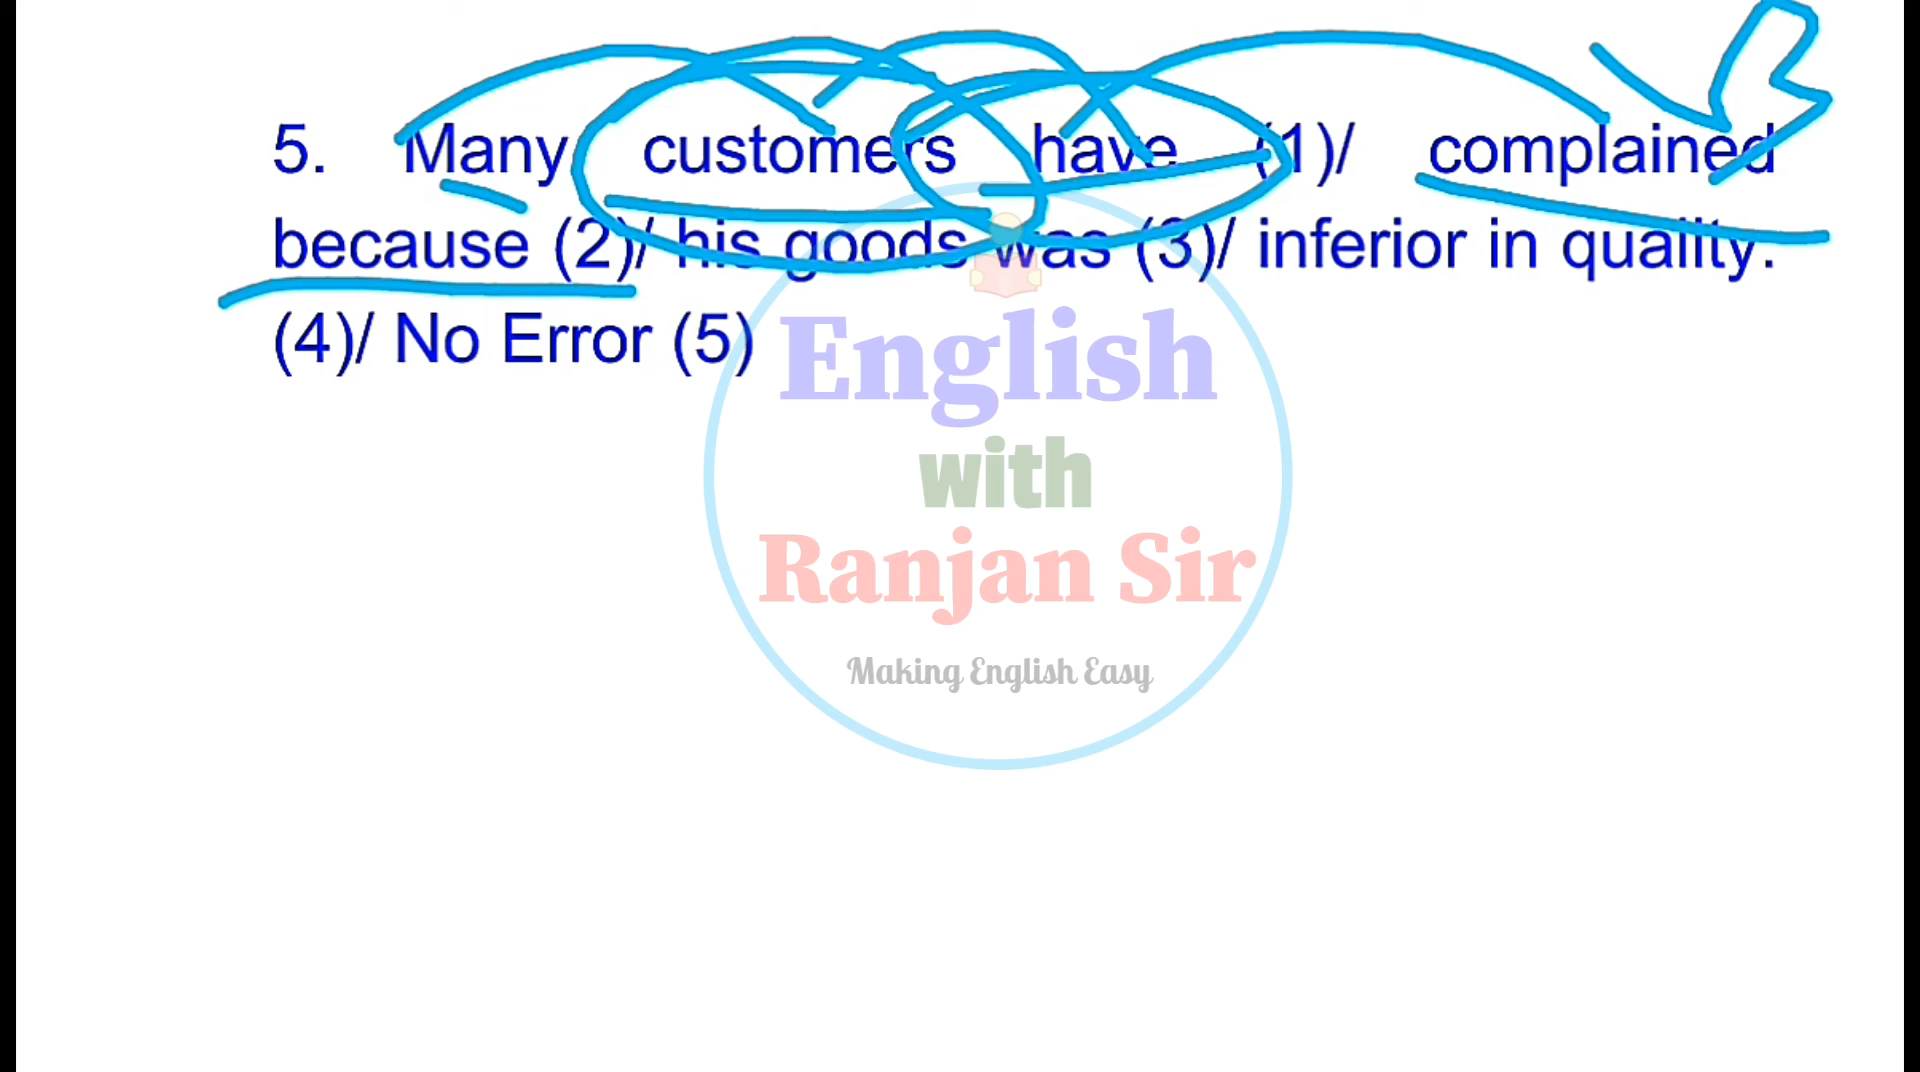 5. Many customers have (1)/ complained
because (2)/ his goods was (3)/ inferior in quality.
(4)/ No Error (5)
English
with
Ranjan Sir
Making English Easy